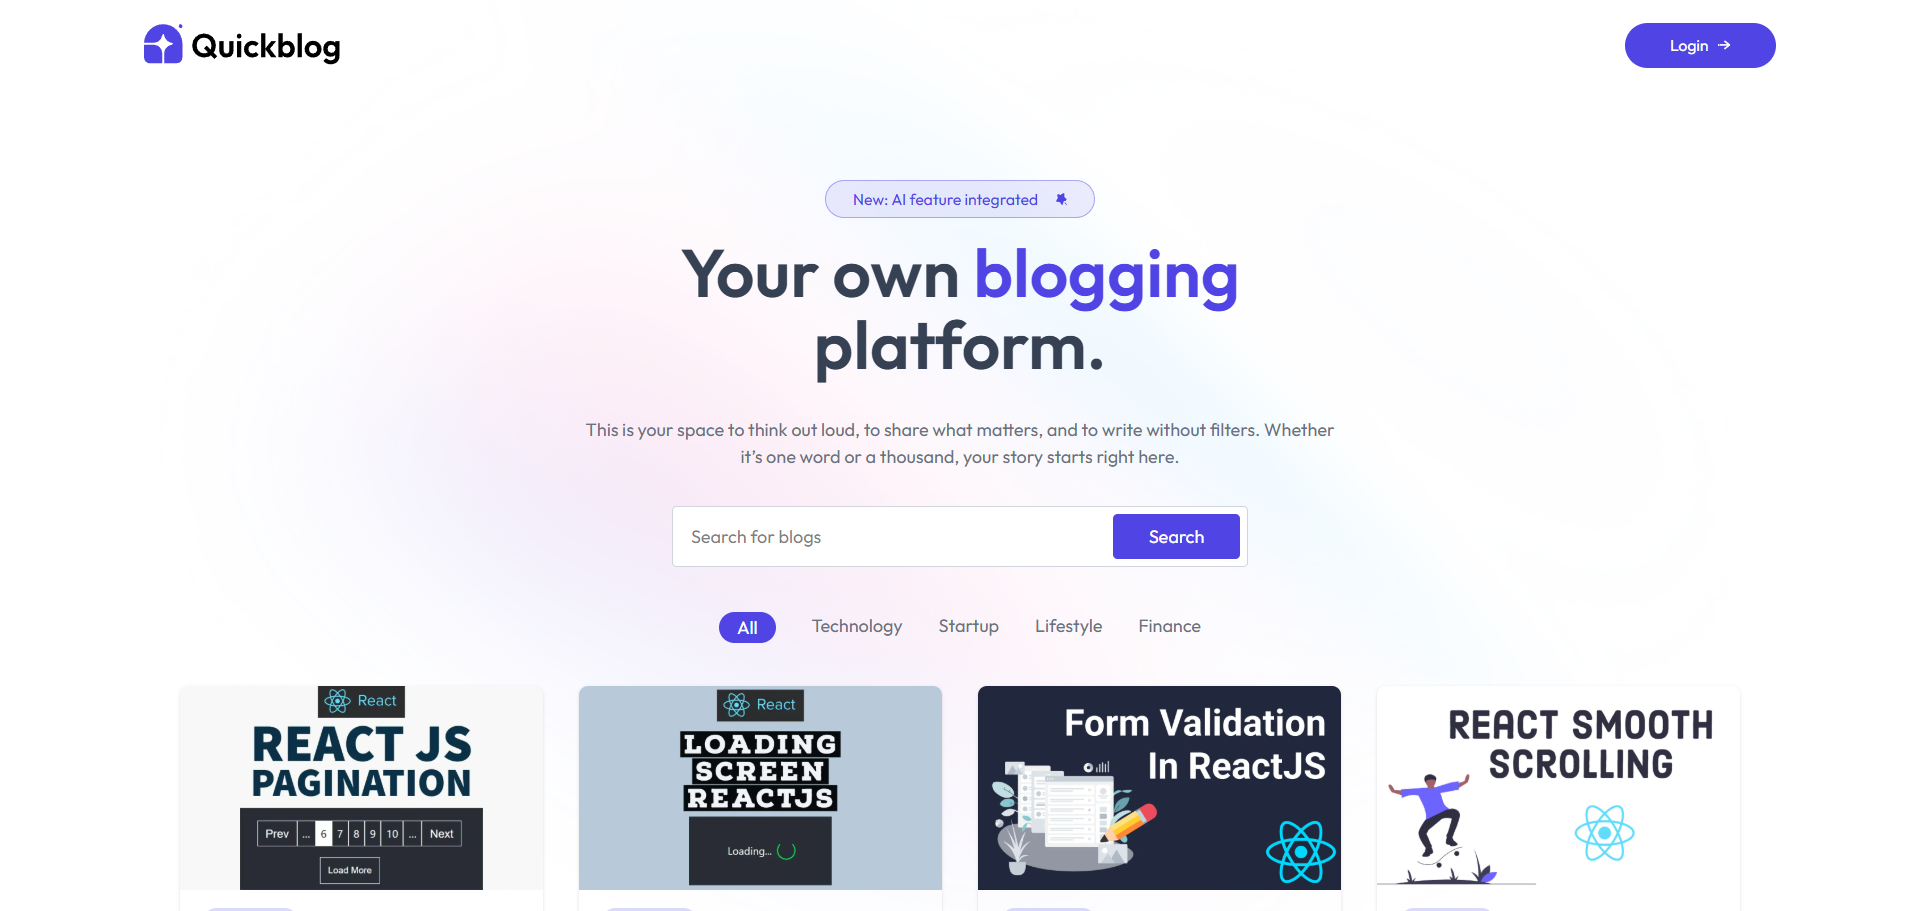 Quickblog
Login →
New: AI feature integrated
Your own blogging
platform.
This is your space to think out loud, to share what matters, and to write without filters. Whether
it's one word or a thousand, your story starts right here.
Search for blogs
Search
All Technology Startup Lifestyle Finance
React
REACT JS
PAGINATION
Prev ... 6 7 8 9 10 ... Next
Load More
React
LOADING
SCREEN
REACTJS
Loading...
Form Validation
In ReactJS
REACT SMOOTH
SCROLLING